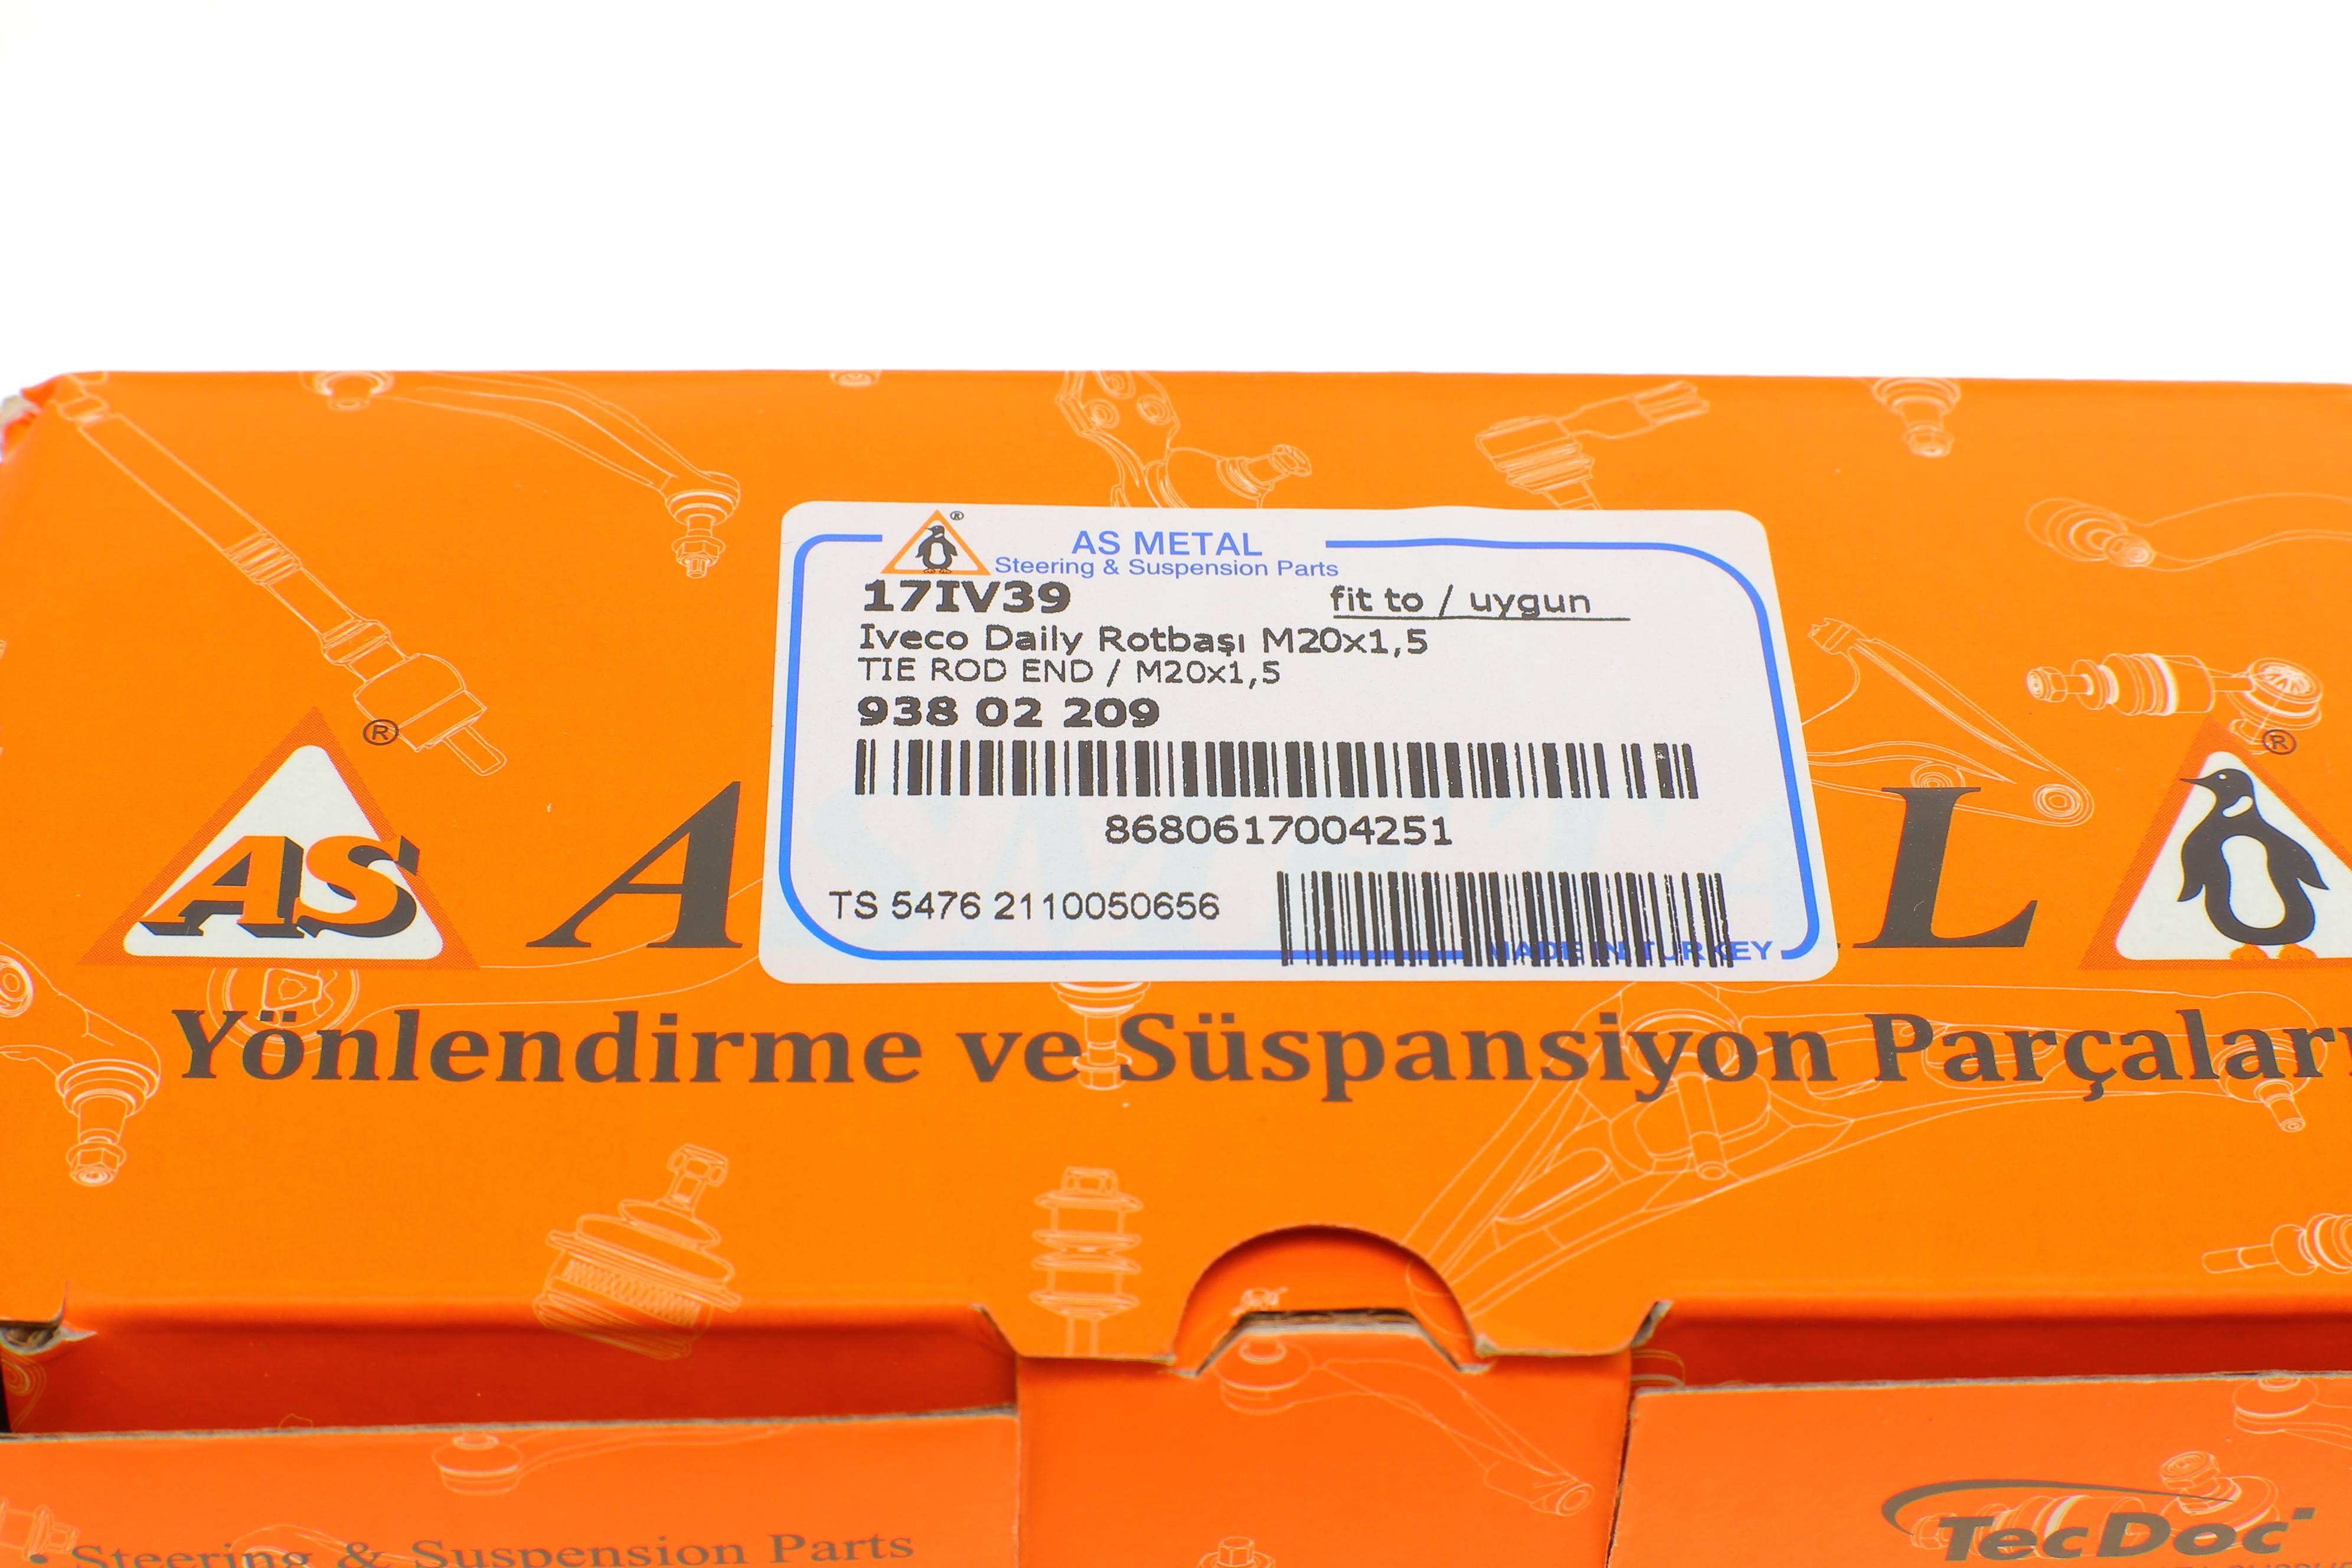 ®
AS METAL
Steering & Suspension Parts
17IV39 fit to / uygun
Iveco Daily Rotbaşı M20x1,5
TIE ROD END / M20x1,5
938 02 209
8680617004251
TS 5476 2110050656
MADE IN TURKEY
AS ®
A L ®
Yönlendirme ve Süspansiyon Parçaları
• Steering & Suspension Parts
TecDoc